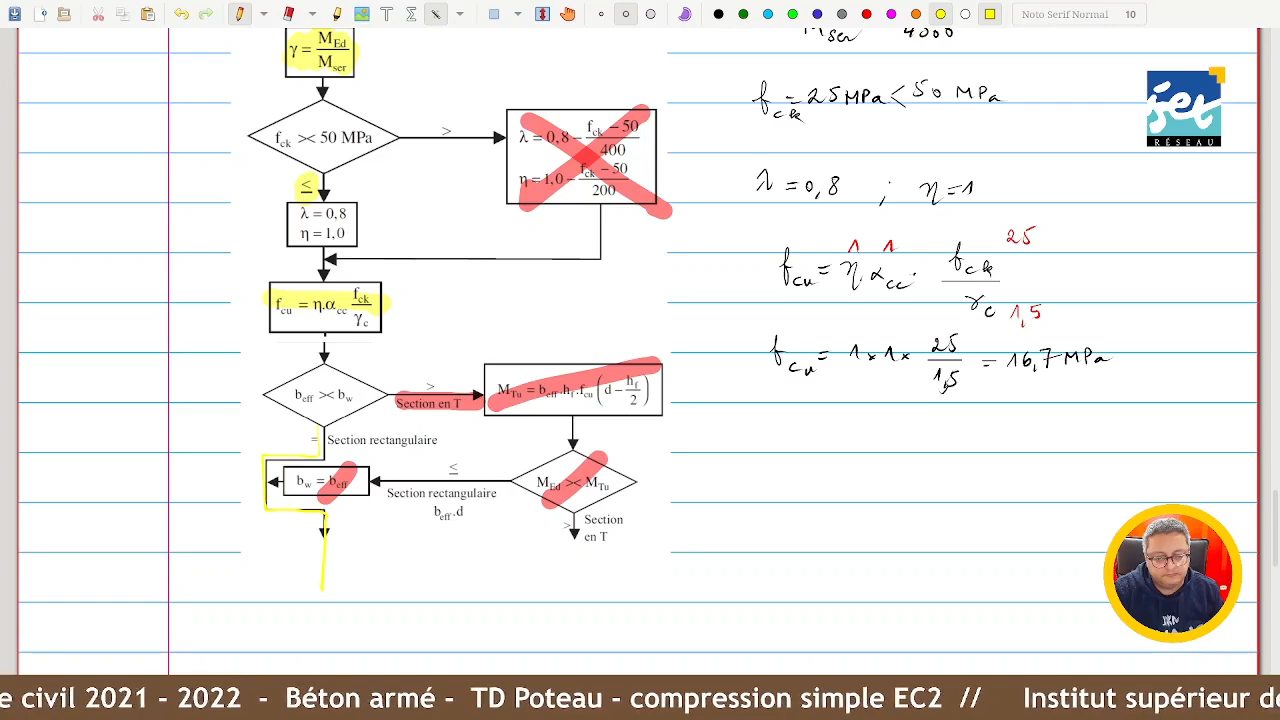 Noto Serif Normal 10
γ = M_Ed / M_ser
f_ck >< 50 MPa
>
λ = 0,8 − (f_ck − 50) / 400
η = 1,0 − (f_ck − 50) / 200
≤
λ = 0,8
η = 1,0
f_cu = η.α_cc f_ck / γ_c
b_eff >< b_w
>
Section en T
M_Tu = b_eff.h_f.f_cu (d − h_f / 2)
= Section rectangulaire
b_w = b_eff
≤
Section rectangulaire
b_eff.d
M_Ed >< M_Tu
> Section
en T
M_ser
f_ck = 25 MPa < 50 MPa
λ = 0,8 ; η = 1
1 1 25
f_cu = η . α_cc . f_ck / γ_c
1,5
f_cu = 1 × 1 × 25 / 1,5 = 16,7 MPa
iset
RÉSEAU
e civil 2021 - 2022 - Béton armé - TD Poteau - compression simple EC2 // Institut supérieur d